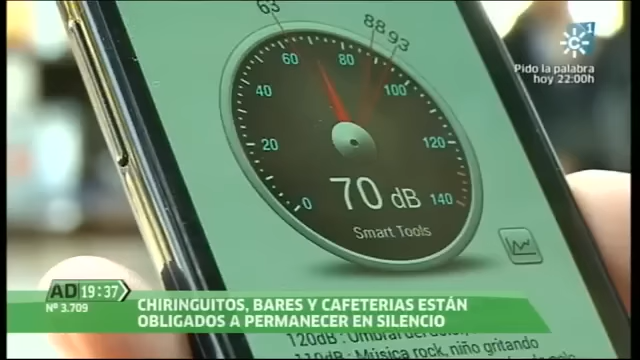 63
88
93
60
80
40
100
20
120
0
140
70 dB
Smart Tools
1
Pido la palabra
hoy 22:00h
AD 19:37
Nº 3.709
CHIRINGUITOS, BARES Y CAFETERIAS ESTÁN
OBLIGADOS A PERMANECER EN SILENCIO
120dB : Umbral de
110dB : Música rock, niño gritando